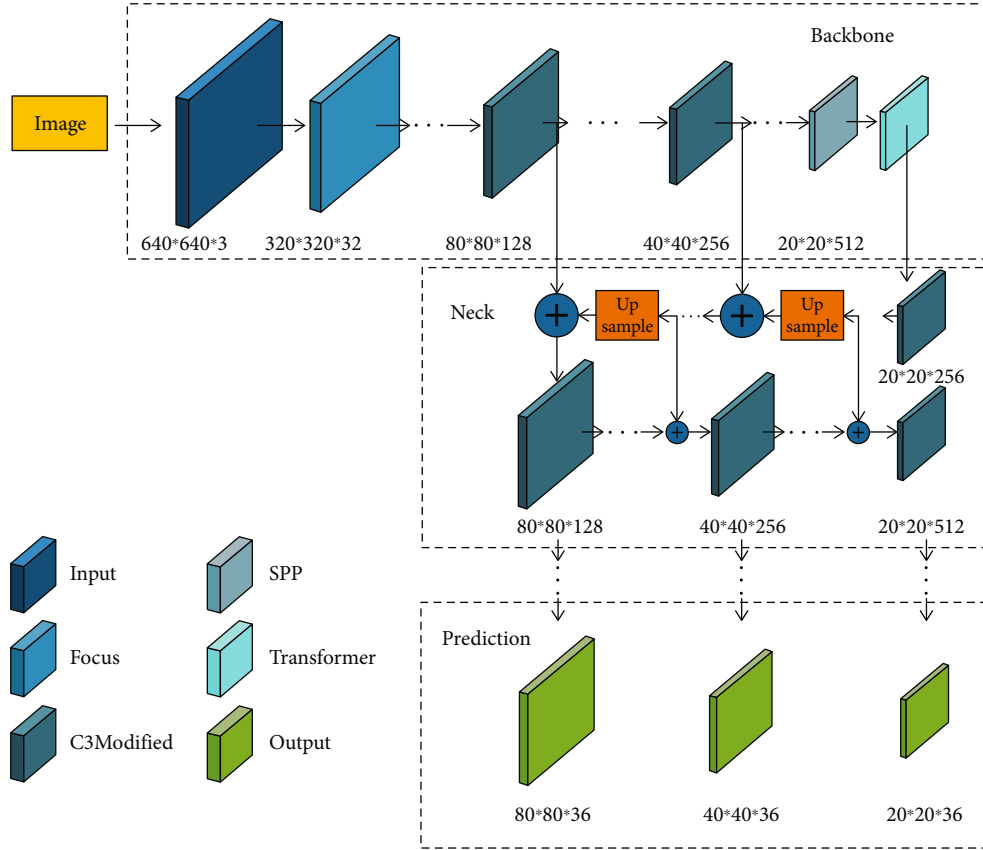 Backbone
Image
640*640*3
320*320*32
80*80*128
40*40*256
20*20*512
Neck
Up
sample
Up
sample
20*20*256
80*80*128
40*40*256
20*20*512
Input
SPP
Focus
Transformer
C3Modified
Output
Prediction
80*80*36
40*40*36
20*20*36